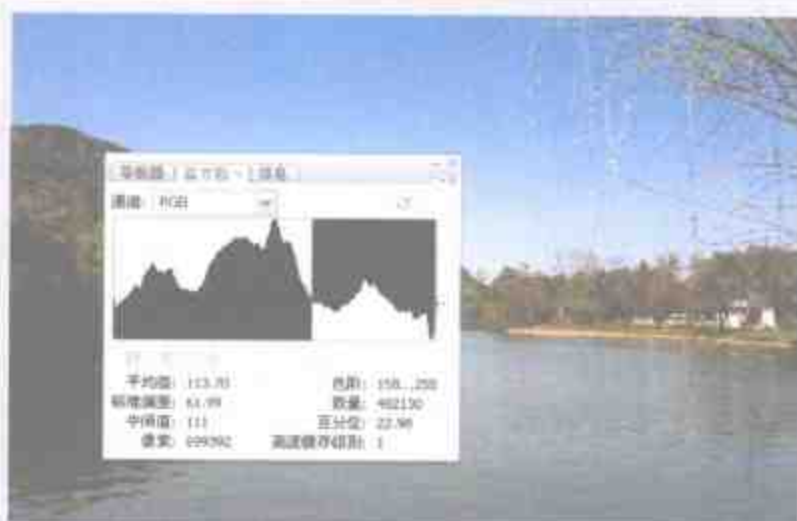 导航器 直方图 信息
通道: RGB
平均值: 113.70 色阶: 158...255
标准偏差: 61.99 数量:
中间值: 111 百分位: 22.98
像素: 高速缓存级别: 1